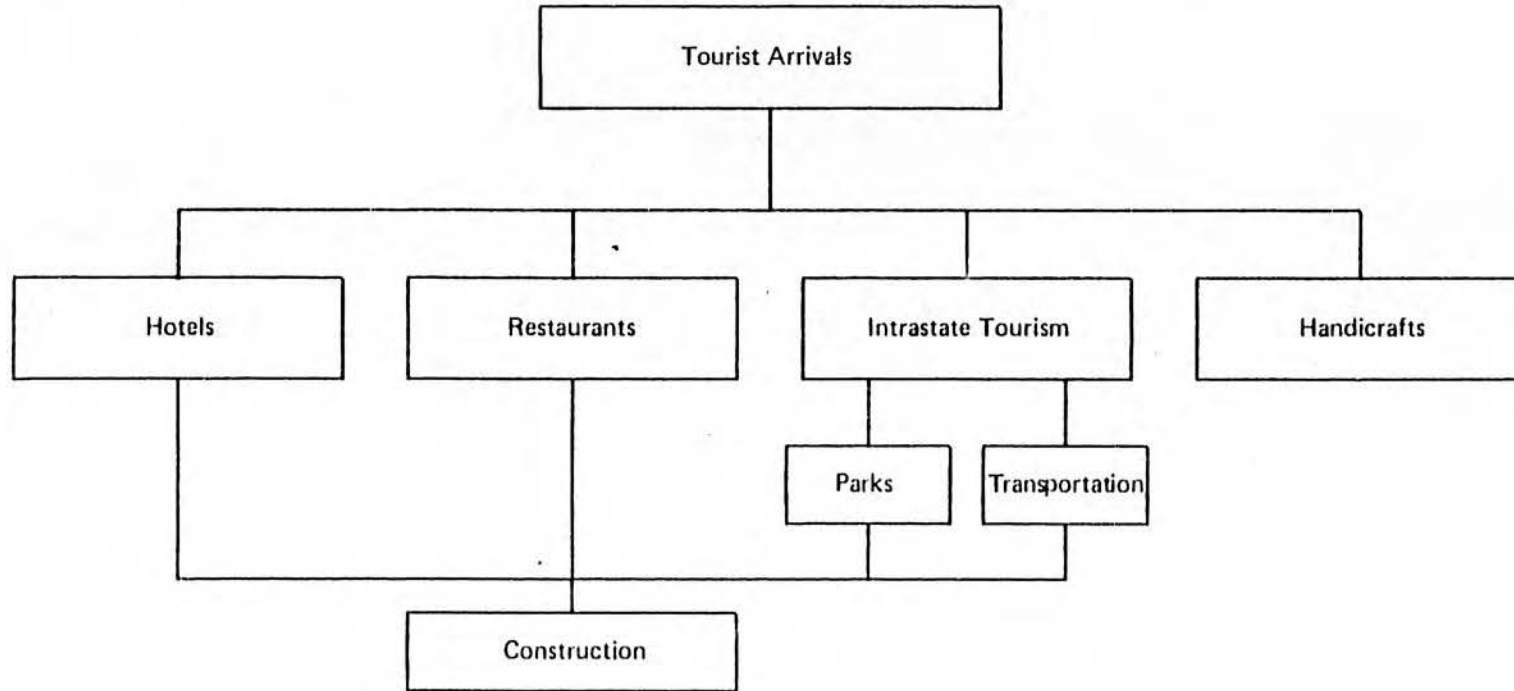 Tourist Arrivals
Hotels
Restaurants
Intrastate Tourism
Handicrafts
Parks
Transportation
Construction